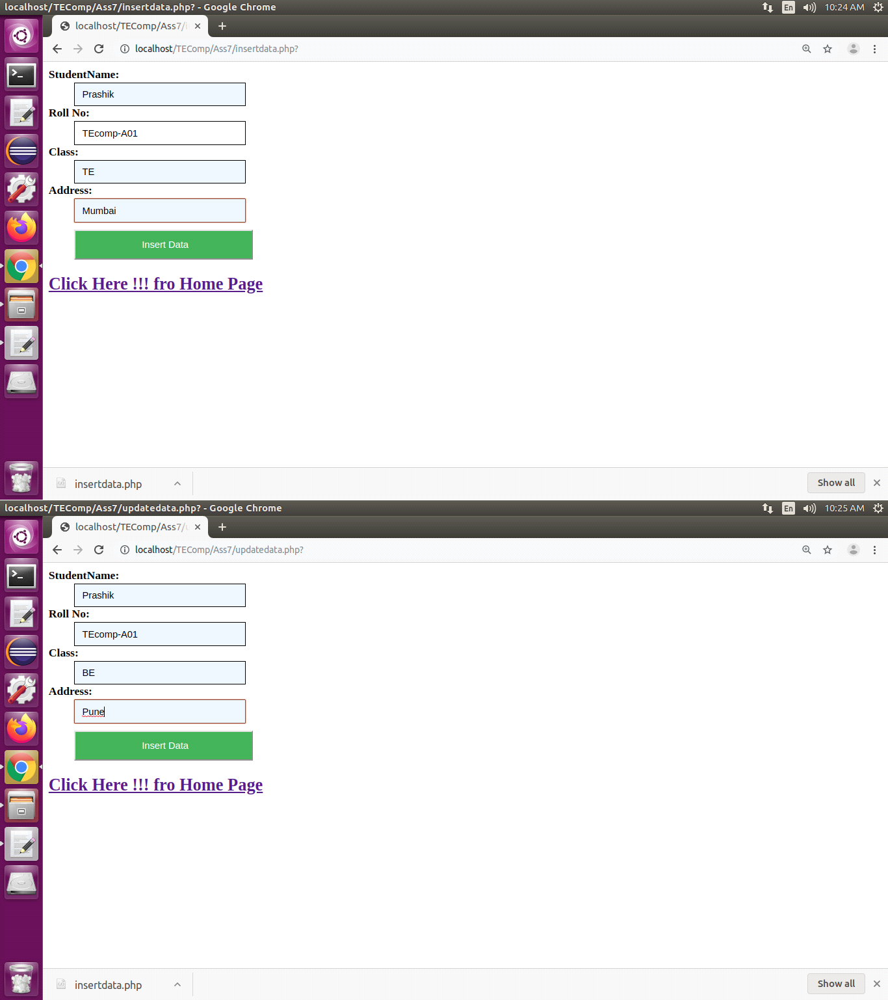 localhost/TEComp/Ass7/insertdata.php? - Google Chrome
En
10:24 AM
localhost/TEComp/Ass7/i
localhost/TEComp/Ass7/insertdata.php?
StudentName:
Prashik
Roll No:
TEcomp-A01
Class:
TE
Address:
Mumbai
Insert Data
Click Here !!! fro Home Page
insertdata.php
Show all
localhost/TEComp/Ass7/updatedata.php? - Google Chrome
En
10:25 AM
localhost/TEComp/Ass7/u
localhost/TEComp/Ass7/updatedata.php?
StudentName:
Prashik
Roll No:
TEcomp-A01
Class:
BE
Address:
Pune
Insert Data
Click Here !!! fro Home Page
insertdata.php
Show all